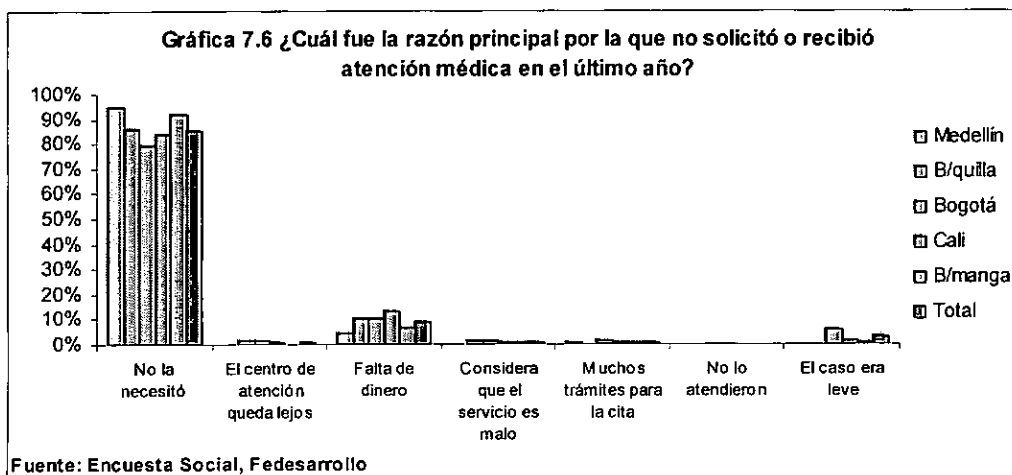 Gráfica 7.6 ¿Cuál fue la razón principal por la que no solicitó o recibió
atención médica en el último año?
100%
90%
80%
70%
60%
50%
40%
30%
20%
10%
0%
No la
necesitó
El centro de
atención
queda lejos
Falta de
dinero
Considera
que el
servicio es
malo
Muchos
trámites para
la cita
No lo
atendieron
El caso era
leve
Medellín
B/quilla
Bogotá
Cali
B/manga
Total
Fuente: Encuesta Social, Fedesarrollo